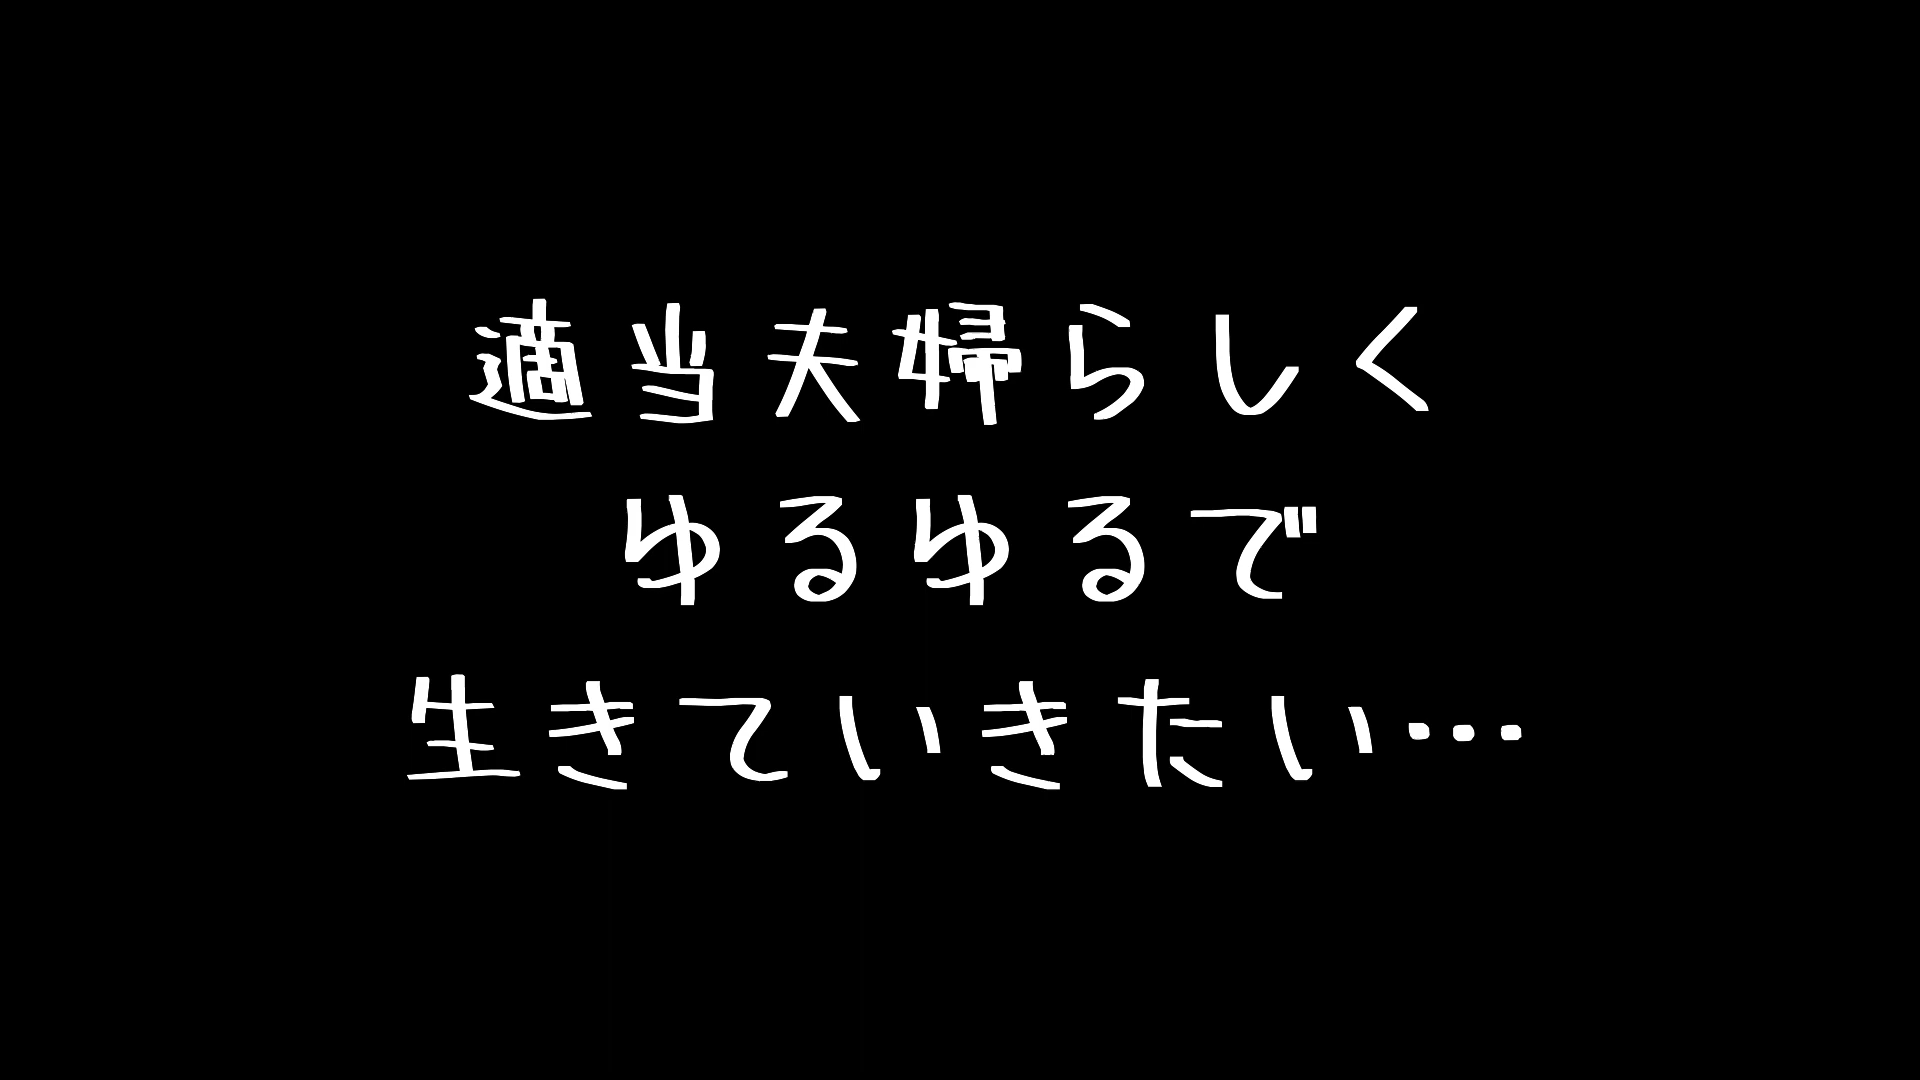 適当夫婦らしく
ゆるゆるで
生きていきたい…